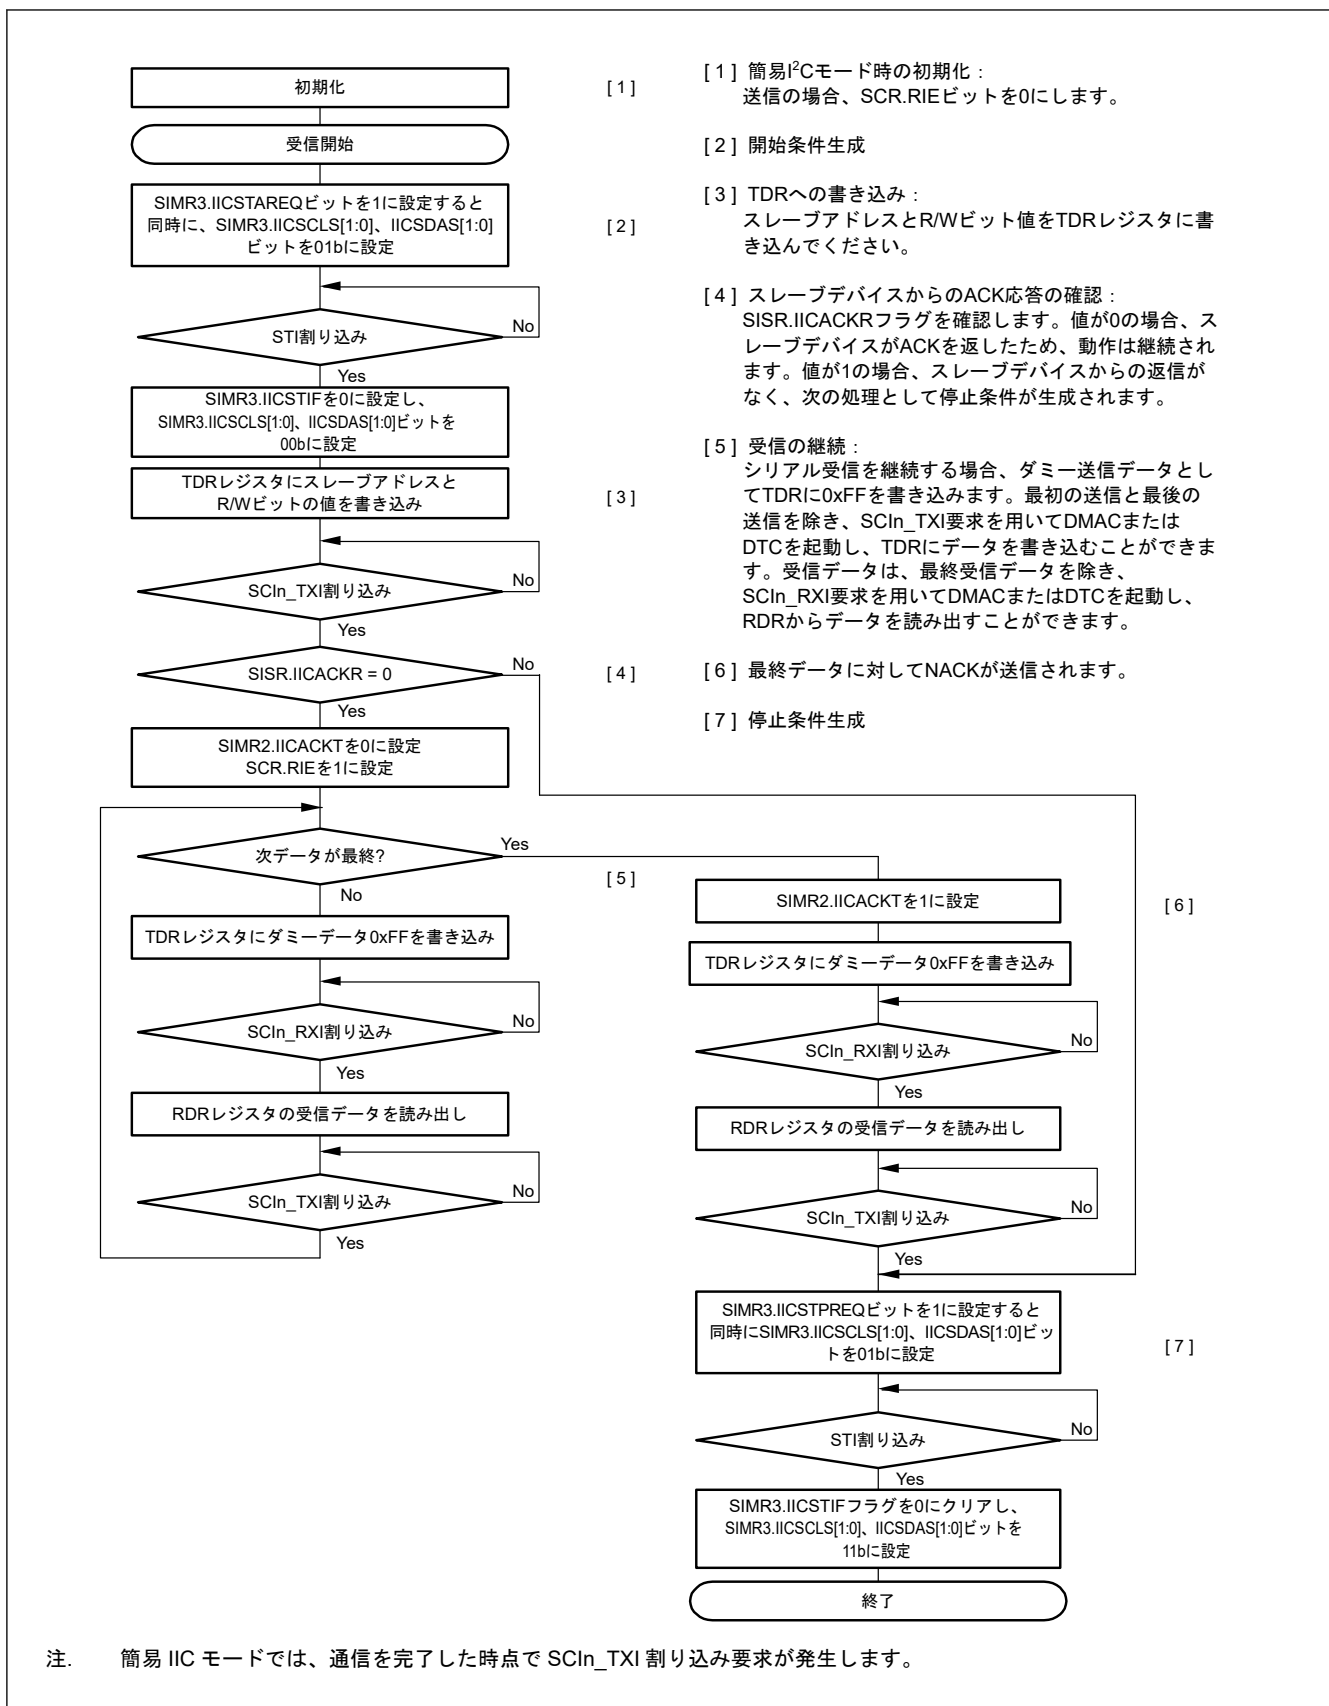 初期化
[ 1 ]
受信開始
SIMR3.IICSTAREQビットを1に設定すると
同時に、SIMR3.IICSCLS[1:0]、IICSDAS[1:0]
ビットを01bに設定
[ 2 ]
STI割り込み
No
Yes
SIMR3.IICSTIFを0に設定し、
SIMR3.IICSCLS[1:0]、IICSDAS[1:0]ビットを
00bに設定
TDRレジスタにスレーブアドレスと
R/Wビットの値を書き込み
[ 3 ]
SCIn_TXI割り込み
No
Yes
SISR.IICACKR = 0
No
[ 4 ]
Yes
SIMR2.IICACKTを0に設定
SCR.RIEを1に設定
次データが最終?
Yes
[ 5 ]
No
TDRレジスタにダミーデータ0xFFを書き込み
SCIn_RXI割り込み
No
Yes
RDRレジスタの受信データを読み出し
SCIn_TXI割り込み
No
Yes
[ 1 ] 簡易I²Cモード時の初期化：
送信の場合、SCR.RIEビットを0にします。
[ 2 ] 開始条件生成
[ 3 ] TDRへの書き込み：
スレーブアドレスとR/Wビット値をTDRレジスタに書
き込んでください。
[ 4 ] スレーブデバイスからのACK応答の確認：
SISR.IICACKRフラグを確認します。値が0の場合、ス
レーブデバイスがACKを返したため、動作は継続され
ます。値が1の場合、スレーブデバイスからの返信が
なく、次の処理として停止条件が生成されます。
[ 5 ] 受信の継続：
シリアル受信を継続する場合、ダミー送信データとし
てTDRに0xFFを書き込みます。最初の送信と最後の
送信を除き、SCIn_TXI要求を用いてDMACまたは
DTCを起動し、TDRにデータを書き込むことができま
す。受信データは、最終受信データを除き、
SCIn_RXI要求を用いてDMACまたはDTCを起動し、
RDRからデータを読み出すことができます。
[ 6 ] 最終データに対してNACKが送信されます。
[ 7 ] 停止条件生成
SIMR2.IICACKTを1に設定
[ 6 ]
TDRレジスタにダミーデータ0xFFを書き込み
SCIn_RXI割り込み
No
Yes
RDRレジスタの受信データを読み出し
SCIn_TXI割り込み
No
Yes
SIMR3.IICSTPREQビットを1に設定すると
同時にSIMR3.IICSCLS[1:0]、IICSDAS[1:0]ビッ
トを01bに設定
[ 7 ]
STI割り込み
No
Yes
SIMR3.IICSTIFフラグを0にクリアし、
SIMR3.IICSCLS[1:0]、IICSDAS[1:0]ビットを
11bに設定
終了
注. 簡易 IIC モードでは、通信を完了した時点で SCIn_TXI 割り込み要求が発生します。